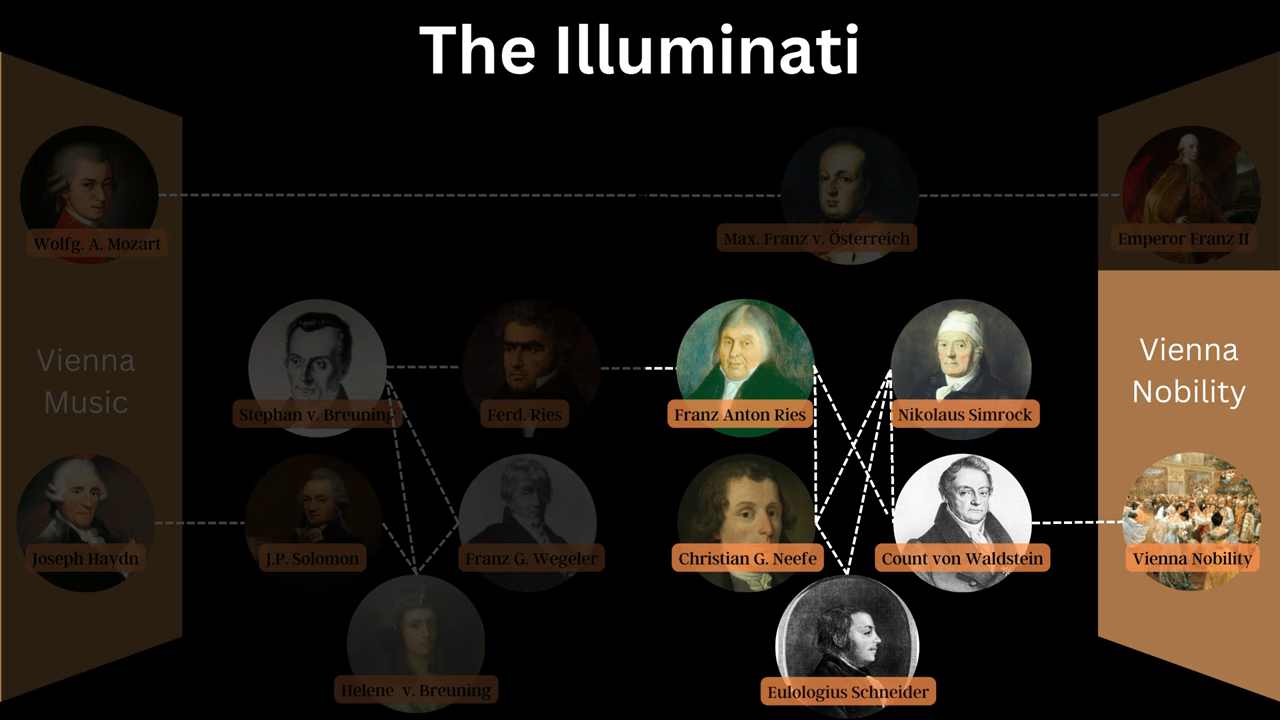 The Illuminati
Wolfg. A. Mozart
Max. Franz v. Österreich
Emperor Franz II
Vienna
Music
Vienna
Nobility
Stephan v. Breuning
Ferd. Ries
Franz Anton Ries
Nikolaus Simrock
Joseph Haydn
J.P. Solomon
Franz G. Wegeler
Christian G. Neefe
Count von Waldstein
Vienna Nobility
Helene v. Breuning
Eulologius Schneider